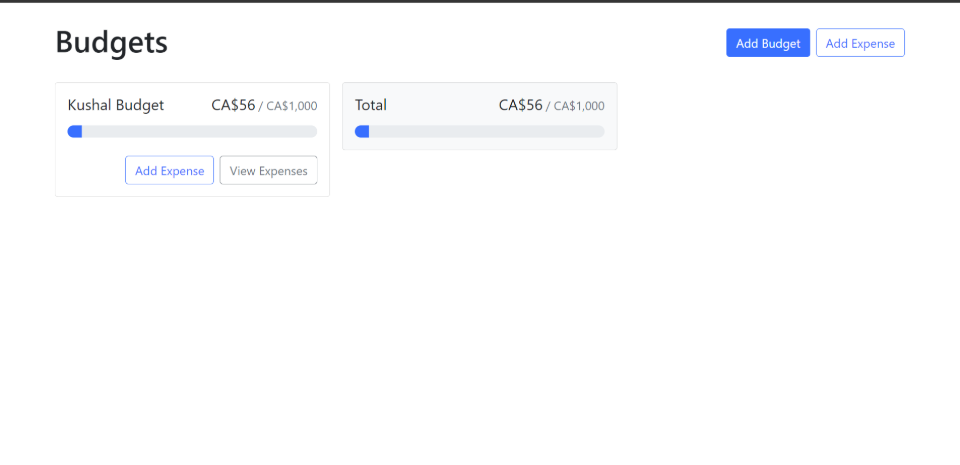 Budgets
Add Budget
Add Expense
Kushal Budget CA$56 / CA$1,000
Add Expense
View Expenses
Total CA$56 / CA$1,000